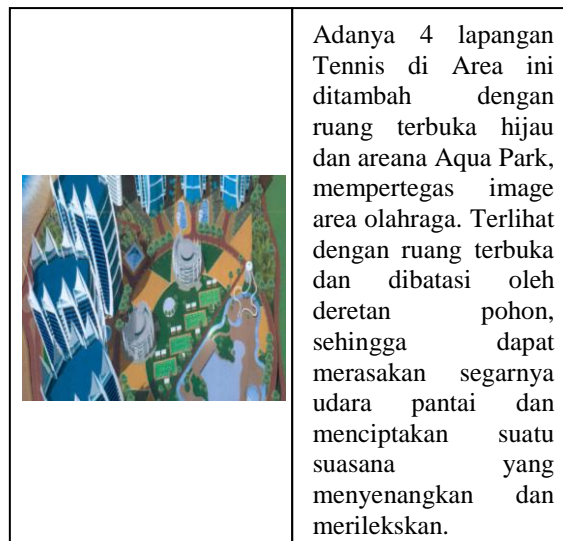 Adanya 4 lapangan
Tennis di Area ini
ditambah dengan
ruang terbuka hijau
dan areana Aqua Park,
mempertegas image
area olahraga. Terlihat
dengan ruang terbuka
dan dibatasi oleh
deretan pohon,
sehingga dapat
merasakan segarnya
udara pantai dan
menciptakan suatu
suasana yang
menyenangkan dan
merilekskan.